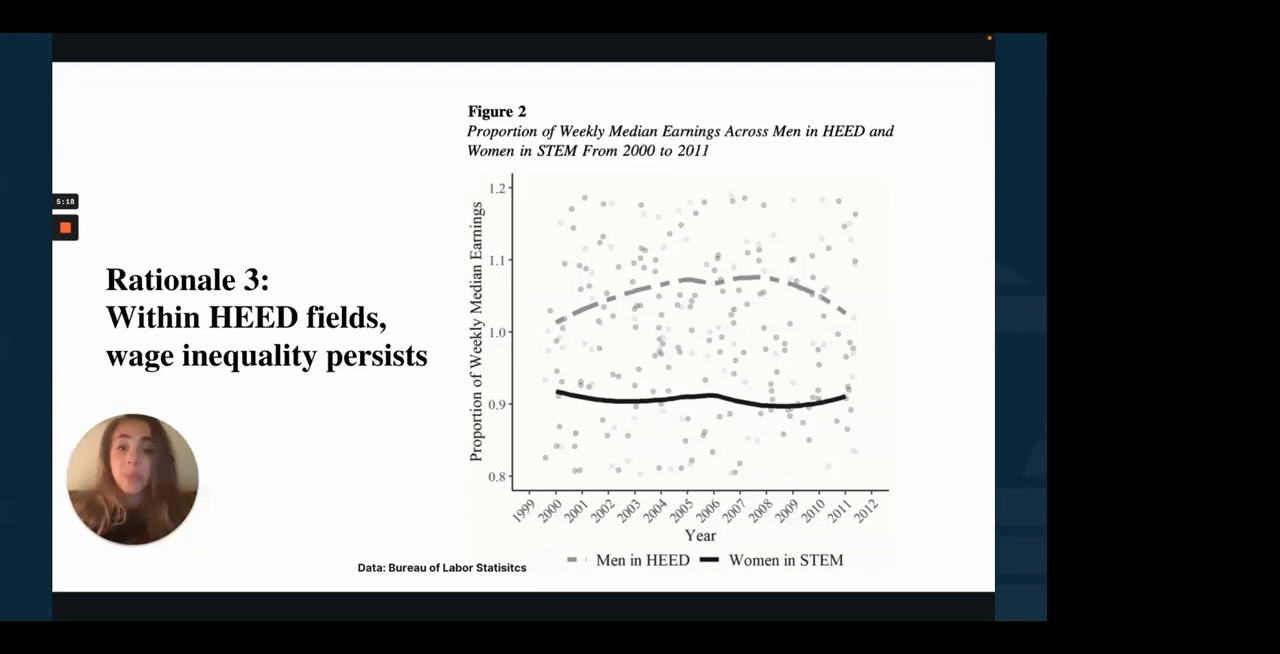 Figure 2
Proportion of Weekly Median Earnings Across Men in HEED and
Women in STEM From 2000 to 2011
5:18
Rationale 3:
Within HEED fields,
wage inequality persists
Proportion of Weekly Median Earnings
1.2
1.1
1.0
0.9
0.8
1999
2000
2001
2002
2003
2004
2005
2006
2007
2008
2009
2010
2011
2012
Year
Men in HEED
Women in STEM
Data: Bureau of Labor Statisitcs